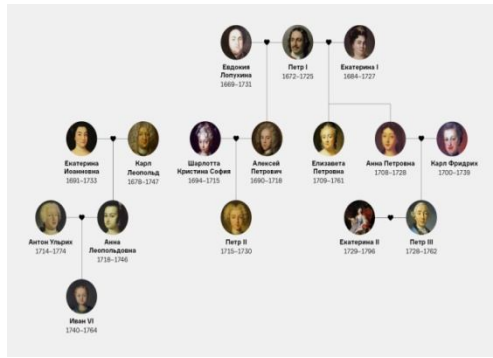 Евдокия
Лопухина
1669–1731
Петр I
1672–1725
Екатерина I
1684–1727
Екатерина
Иоанновна
1691–1733
Карл
Леопольд
1678–1747
Шарлотта
Кристина София
1694–1715
Алексей
Петрович
1690–1718
Елизавета
Петровна
1709–1761
Анна Петровна
1708–1728
Карл Фридрих
1700–1739
Антон Ульрих
1714–1774
Анна
Леопольдовна
1718–1746
Петр II
1715–1730
Екатерина II
1729–1796
Петр III
1728–1762
Иван VI
1740–1764